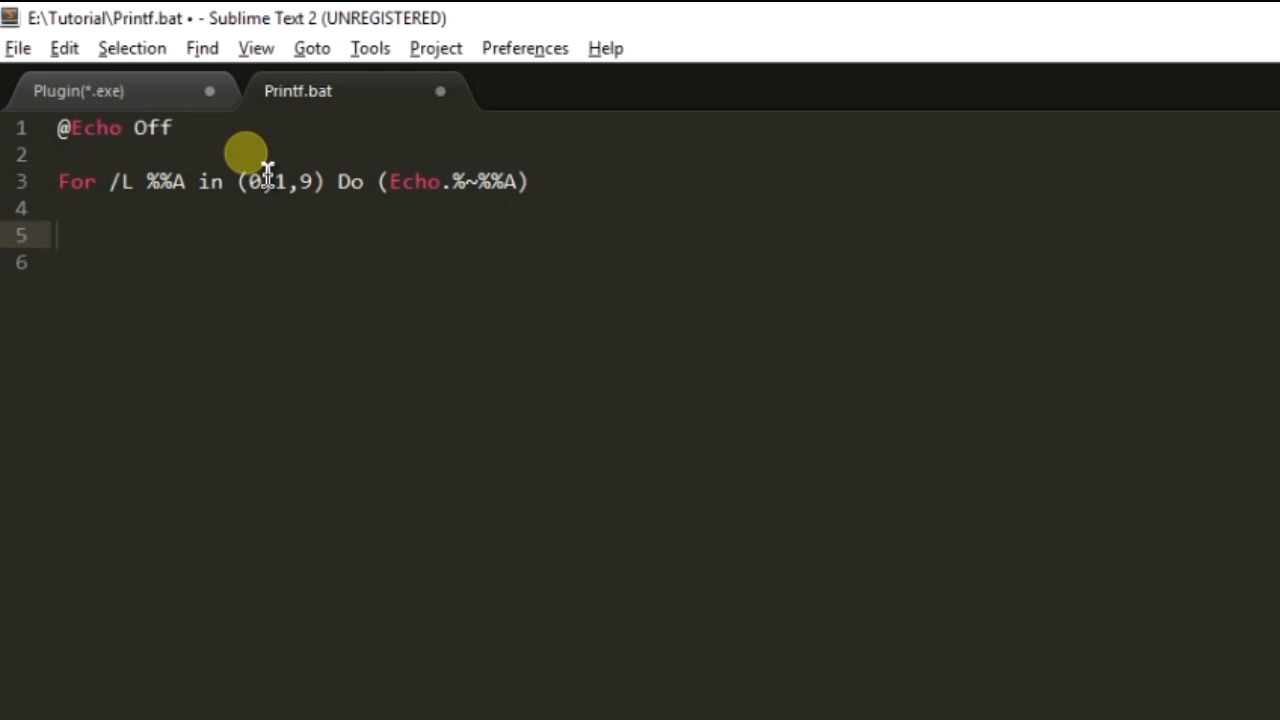 E:\Tutorial\Printf.bat • - Sublime Text 2 (UNREGISTERED)
File Edit Selection Find View Goto Tools Project Preferences Help
Plugin(*.exe) Printf.bat
1 @Echo Off
2
3 For /L %%A in (0,1,9) Do (Echo.%~%%A)
4
5
6